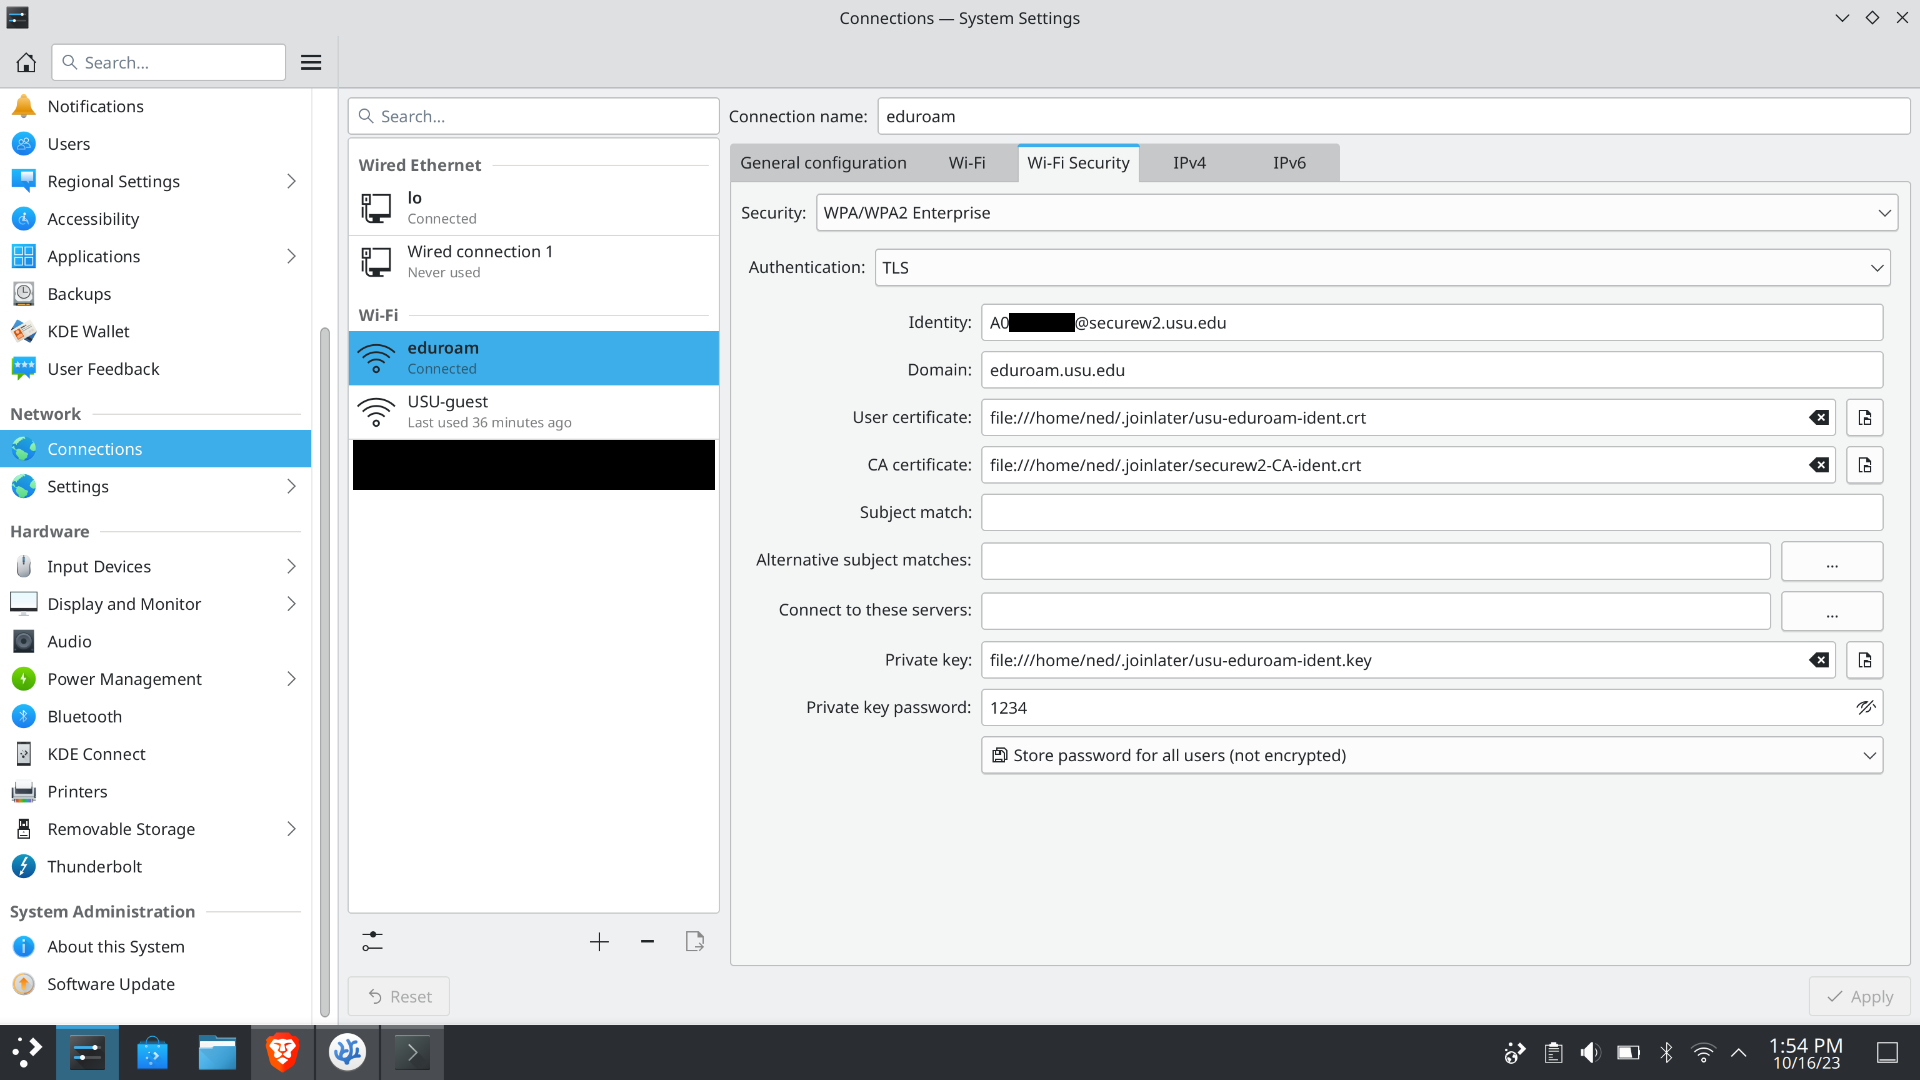 Connections — System Settings
Search...
Notifications
Users
Regional Settings
Accessibility
Applications
Backups
KDE Wallet
User Feedback
Network
Connections
Settings
Hardware
Input Devices
Display and Monitor
Audio
Power Management
Bluetooth
KDE Connect
Printers
Removable Storage
Thunderbolt
System Administration
About this System
Software Update
Search...
Wired Ethernet
lo
Connected
Wired connection 1
Never used
Wi-Fi
eduroam
Connected
USU-guest
Last used 36 minutes ago
Reset
Connection name: eduroam
General configuration Wi-Fi Wi-Fi Security IPv4 IPv6
Security: WPA/WPA2 Enterprise
Authentication: TLS
Identity: A0 @securew2.usu.edu
Domain: eduroam.usu.edu
User certificate: file:///home/ned/.joinlater/usu-eduroam-ident.crt
CA certificate: file:///home/ned/.joinlater/securew2-CA-ident.crt
Subject match:
Alternative subject matches: ...
Connect to these servers: ...
Private key: file:///home/ned/.joinlater/usu-eduroam-ident.key
Private key password: 1234
Store password for all users (not encrypted)
Apply
1:54 PM
10/16/23